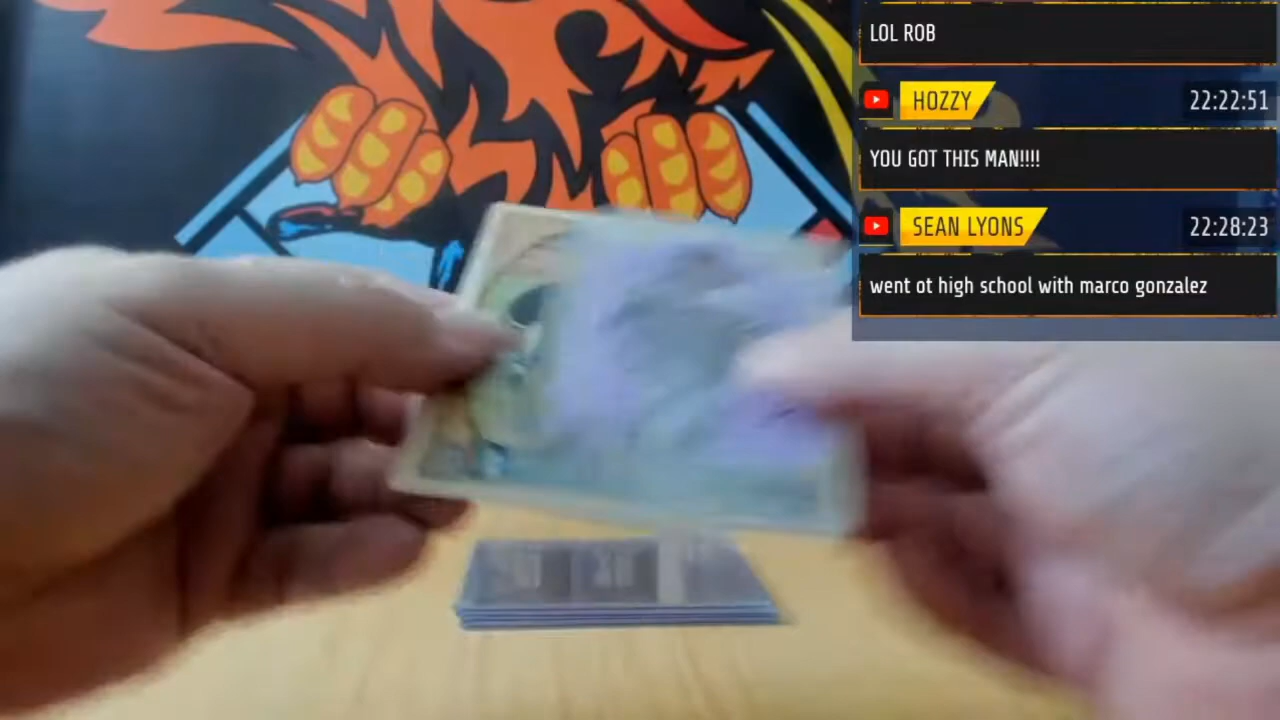 LOL ROB
HOZZY 22:22:51
YOU GOT THIS MAN!!!!
SEAN LYONS 22:28:23
went ot high school with marco gonzalez